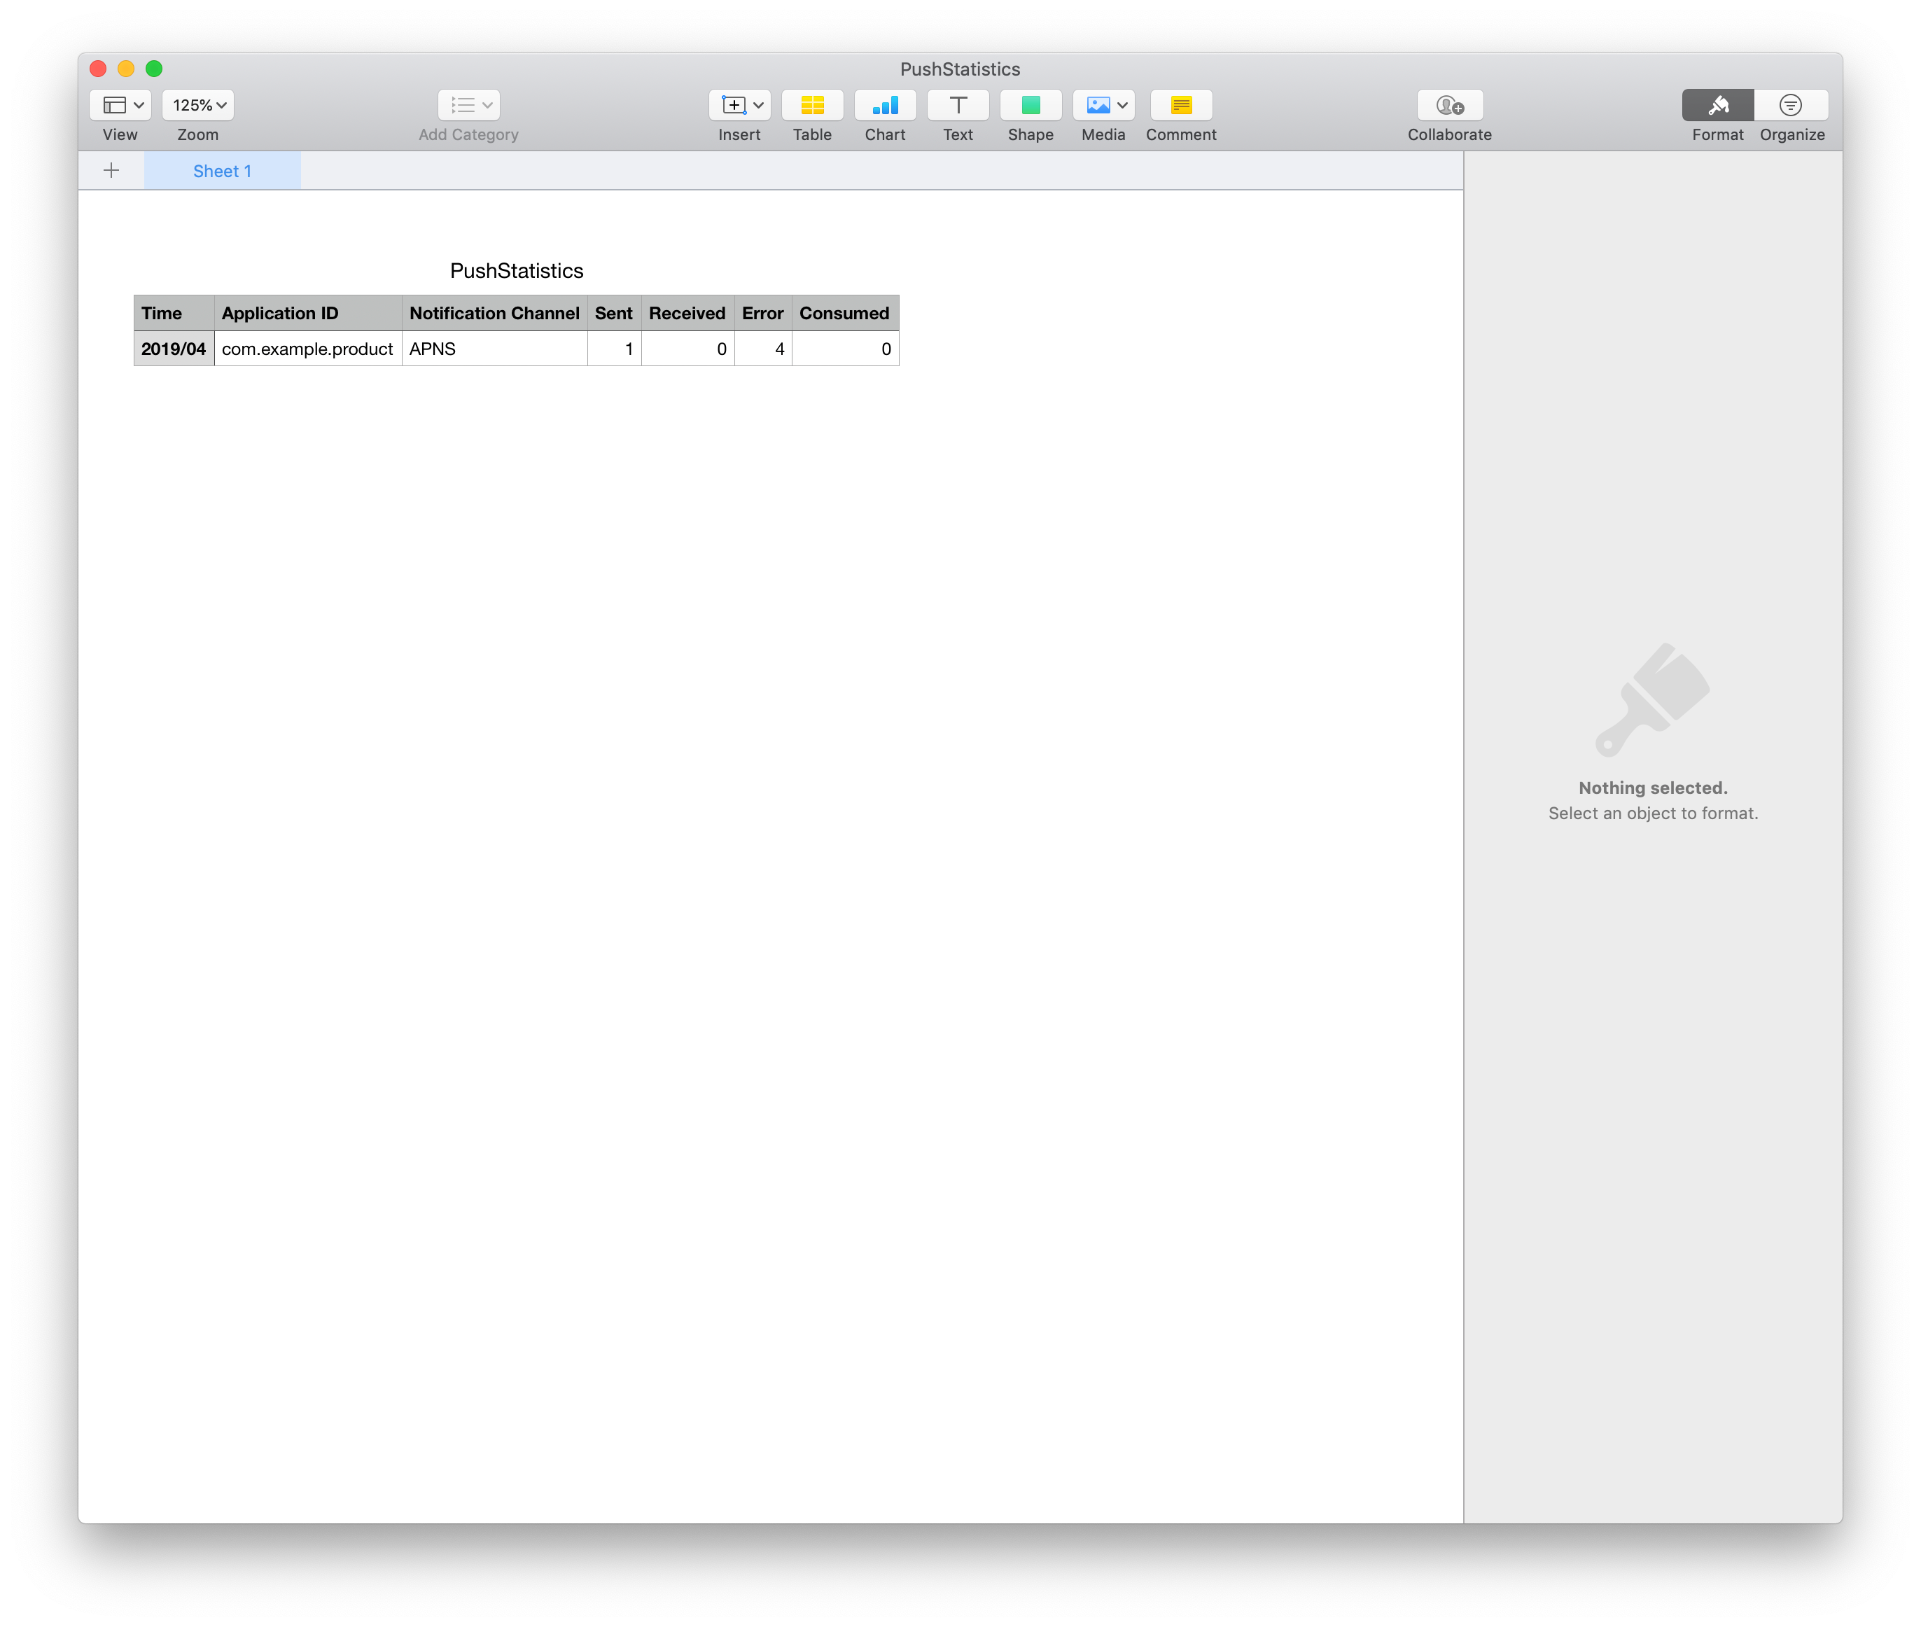 PushStatistics
125%
View Zoom Add Category Insert Table Chart Text Shape Media Comment Collaborate Format Organize
Sheet 1
PushStatistics
Time Application ID Notification Channel Sent Received Error Consumed
2019/04 com.example.product APNS 1 0 4 0
Nothing selected.
Select an object to format.